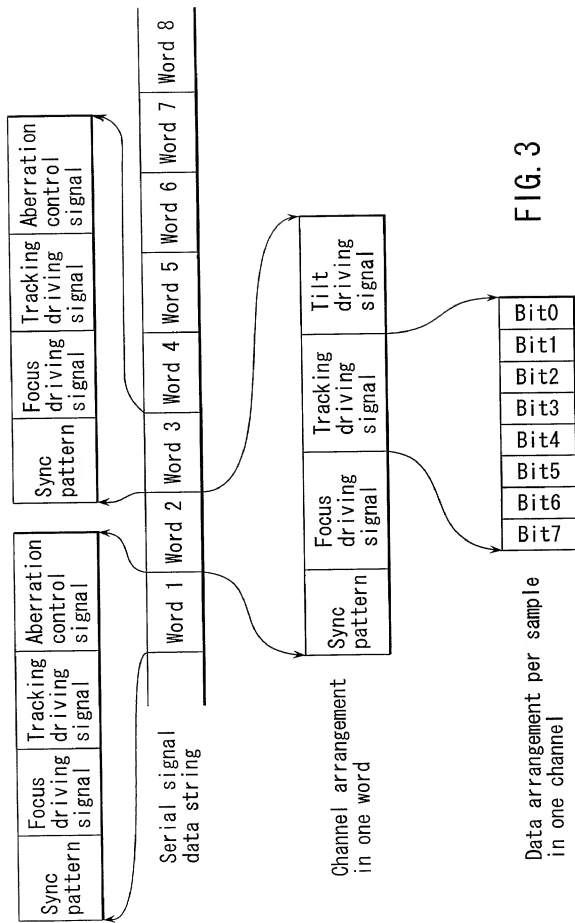 Sync
pattern
Focus
driving
signal
Tracking
driving
signal
Aberration
control
signal
Sync
pattern
Focus
driving
signal
Tracking
driving
signal
Aberration
control
signal
Serial signal
data string
Word 1
Word 2
Word 3
Word 4
Word 5
Word 6
Word 7
Word 8
Channel arrangement
in one word
Sync
pattern
Focus
driving
signal
Tracking
driving
signal
Tilt
driving
signal
Data arrangement per sample
in one channel
Bit7
Bit6
Bit5
Bit4
Bit3
Bit2
Bit1
Bit0
FIG. 3